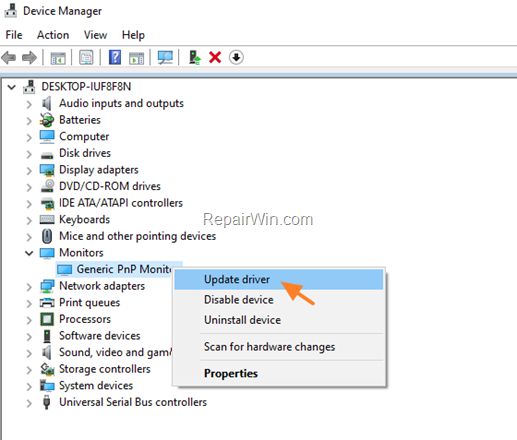 Device Manager
File Action View Help
DESKTOP-IUF8F8N
Audio inputs and outputs
Batteries
Computer
Disk drives
Display adapters
DVD/CD-ROM drives
IDE ATA/ATAPI controllers
Keyboards
RepairWin.com
Mice and other pointing devices
Monitors
Generic PnP Monito
Update driver
Network adapters
Disable device
Print queues
Processors
Uninstall device
Software devices
Sound, video and gam
Scan for hardware changes
Storage controllers
Properties
System devices
Universal Serial Bus controllers